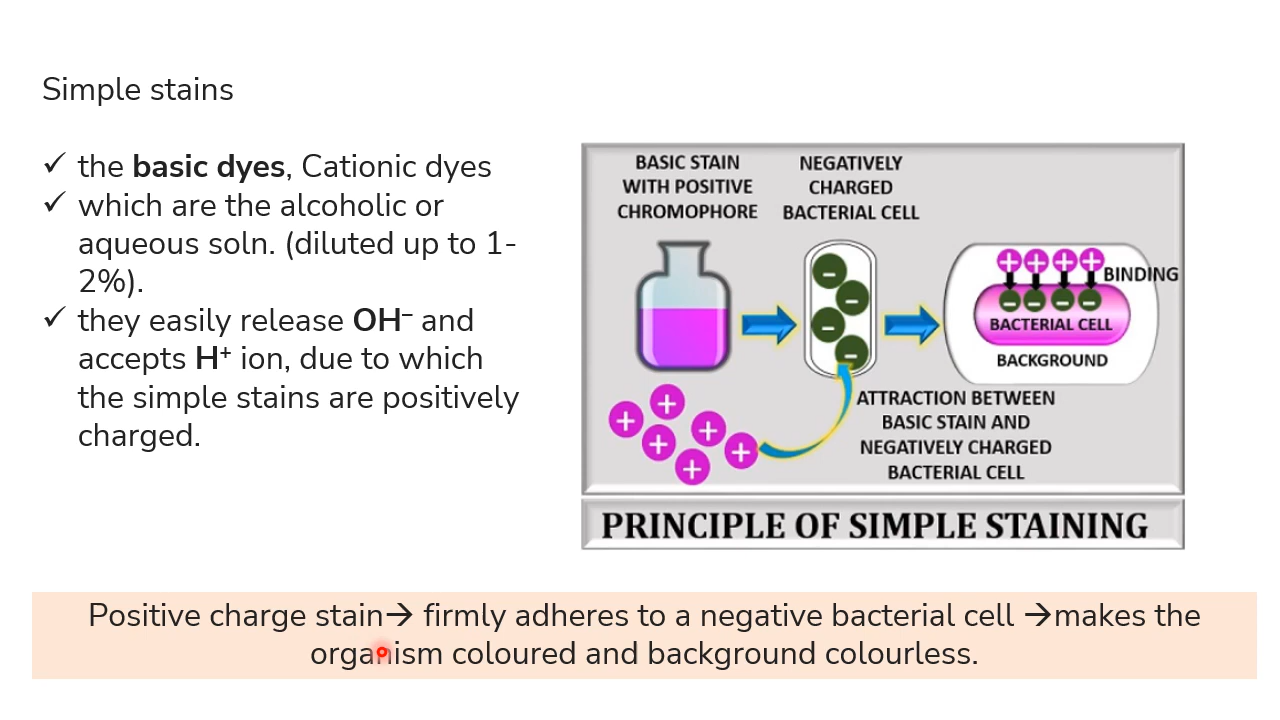 Simple stains
✓ the basic dyes, Cationic dyes
✓ which are the alcoholic or
aqueous soln. (diluted up to 1-
2%).
✓ they easily release OH⁻ and
accepts H⁺ ion, due to which
the simple stains are positively
charged.
BASIC STAIN
WITH POSITIVE
CHROMOPHORE
NEGATIVELY
CHARGED
BACTERIAL CELL
+ + + +
BINDING
- - - -
BACTERIAL CELL
BACKGROUND
-
-
-
-
+ + + + + +
ATTRACTION BETWEEN
BASIC STAIN AND
NEGATIVELY CHARGED
BACTERIAL CELL
PRINCIPLE OF SIMPLE STAINING
Positive charge stain→ firmly adheres to a negative bacterial cell →makes the
organism coloured and background colourless.